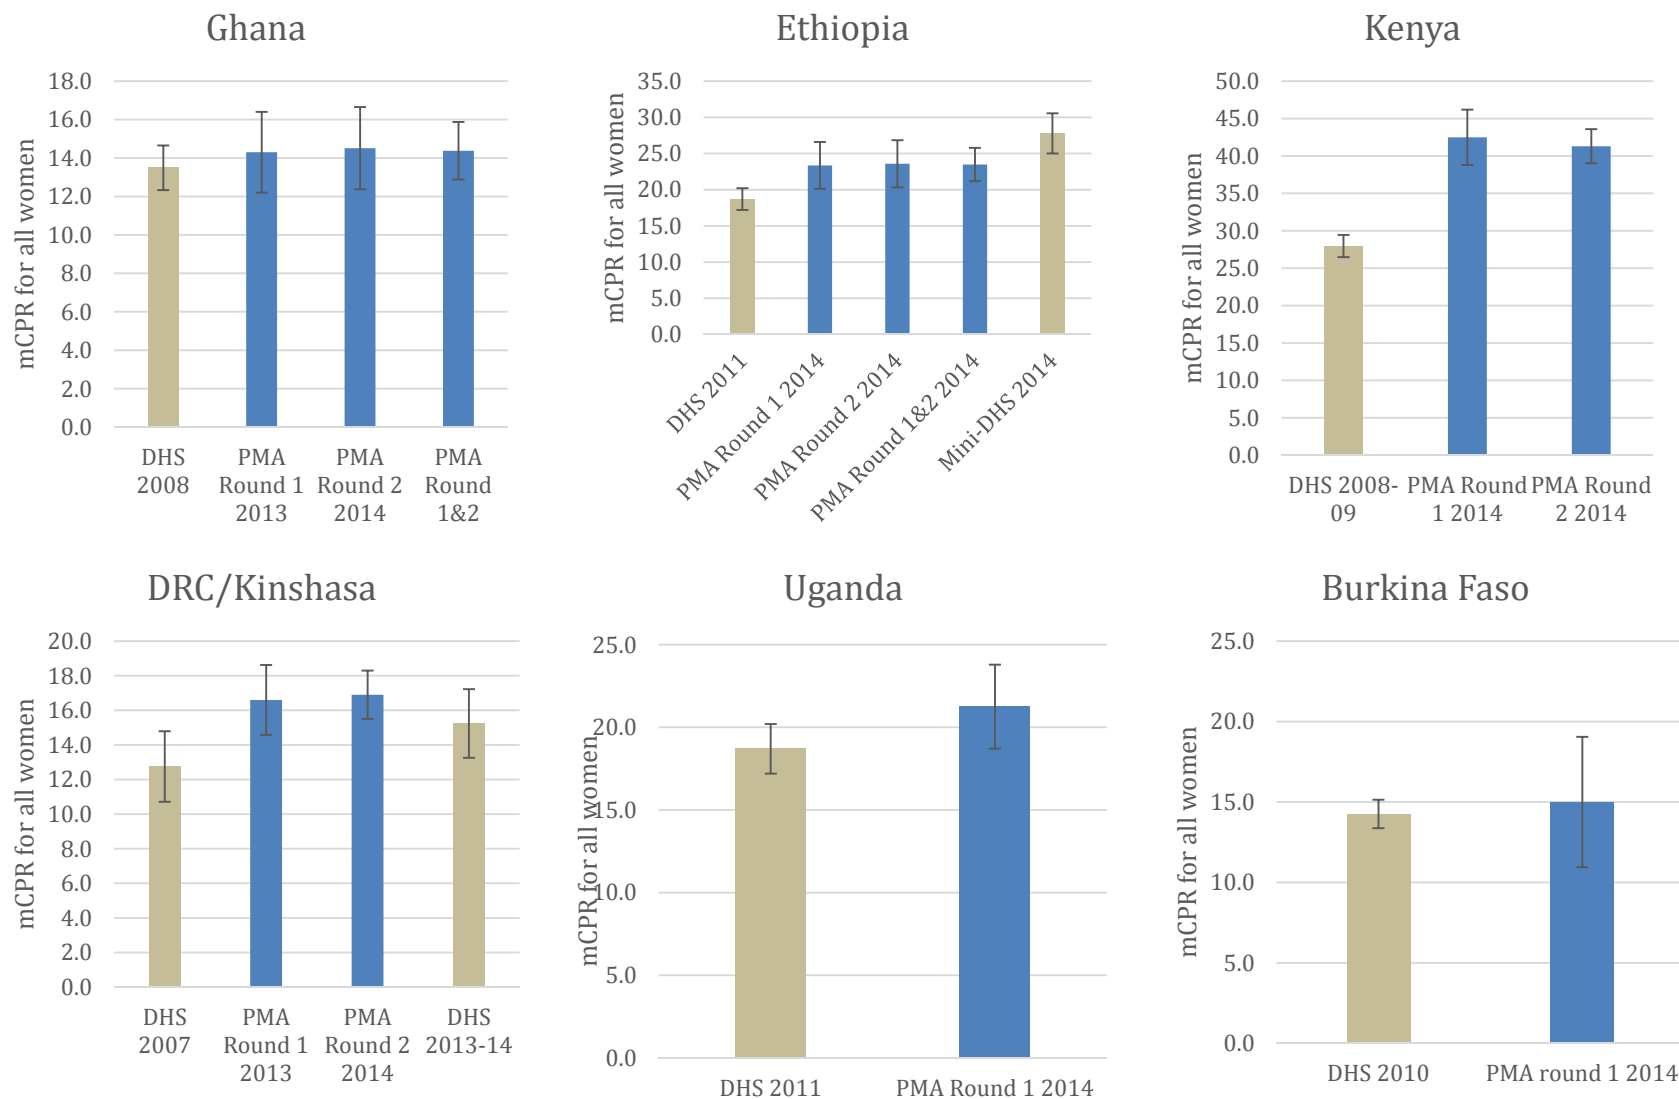 Ghana
mCPR for all women
18.0
16.0
14.0
12.0
10.0
8.0
6.0
4.0
2.0
0.0
DHS
2008
PMA
Round 1
2013
PMA
Round 2
2014
PMA
Round
1&2
Ethiopia
mCPR for all women
35.0
30.0
25.0
20.0
15.0
10.0
5.0
0.0
DHS 2011
PMA Round 1 2014
PMA Round 2 2014
PMA Round 1&2 2014
Mini-DHS 2014
Kenya
mCPR for all women
50.0
45.0
40.0
35.0
30.0
25.0
20.0
15.0
10.0
5.0
0.0
DHS 2008-
09
PMA Round
1 2014
PMA Round
2 2014
DRC/Kinshasa
mCPR for all women
20.0
18.0
16.0
14.0
12.0
10.0
8.0
6.0
4.0
2.0
0.0
DHS
2007
PMA
Round 1
2013
PMA
Round 2
2014
DHS
2013-14
Uganda
mCPR for all women
25.0
20.0
15.0
10.0
5.0
0.0
DHS 2011
PMA Round 1 2014
Burkina Faso
mCPR for all women
25.0
20.0
15.0
10.0
5.0
0.0
DHS 2010
PMA round 1 2014